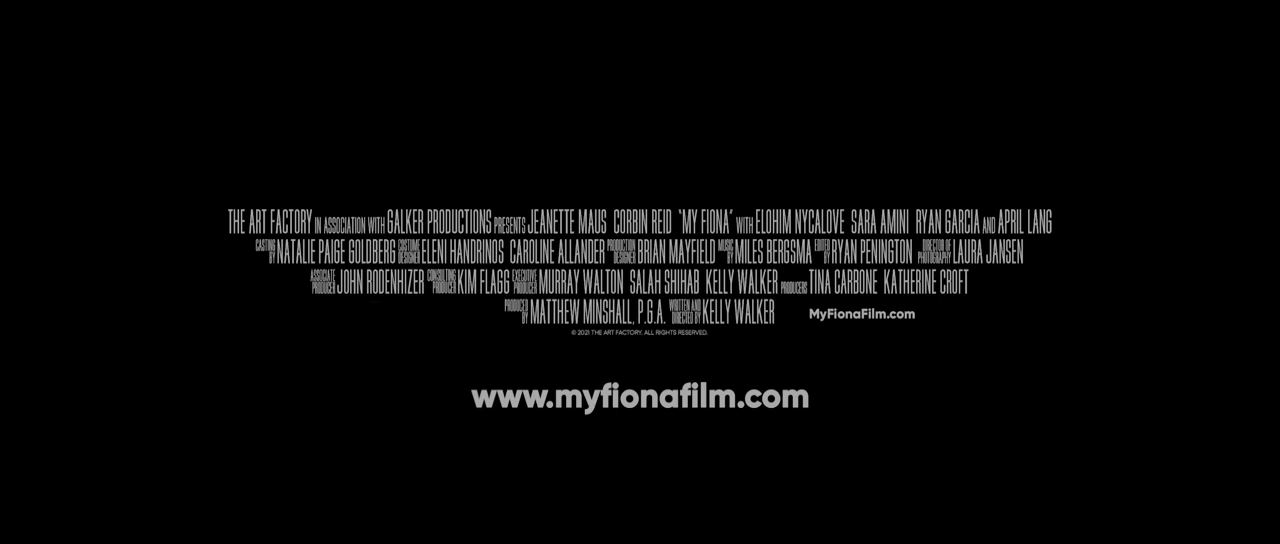 THE ART FACTORY IN ASSOCIATION WITH GALKER PRODUCTIONS PRESENTS JEANETTE MAUS CORBIN REID "MY FIONA" WITH ELOHIM NYCALOVE SARA AMINI RYAN GARCIA AND APRIL LANG
CASTING BY NATALIE PAIGE GOLDBERG COSTUME DESIGNER ELENI HANDRINOS CAROLINE ALLANDER PRODUCTION DESIGNER BRIAN MAYFIELD MUSIC BY MILES BERGSMA EDITED BY RYAN PENINGTON DIRECTOR OF PHOTOGRAPHY LAURA JANSEN
ASSOCIATE PRODUCER JOHN RODENHIZER CONSULTING PRODUCER KIM FLAGG EXECUTIVE PRODUCER MURRAY WALTON SALAH SHIHAB KELLY WALKER PRODUCERS TINA CARBONE KATHERINE CROFT
PRODUCED BY MATTHEW MINSHALL, P.G.A. WRITTEN AND DIRECTED BY KELLY WALKER MyFionaFilm.com
© 2021 THE ART FACTORY. ALL RIGHTS RESERVED.
www.myfionafilm.com